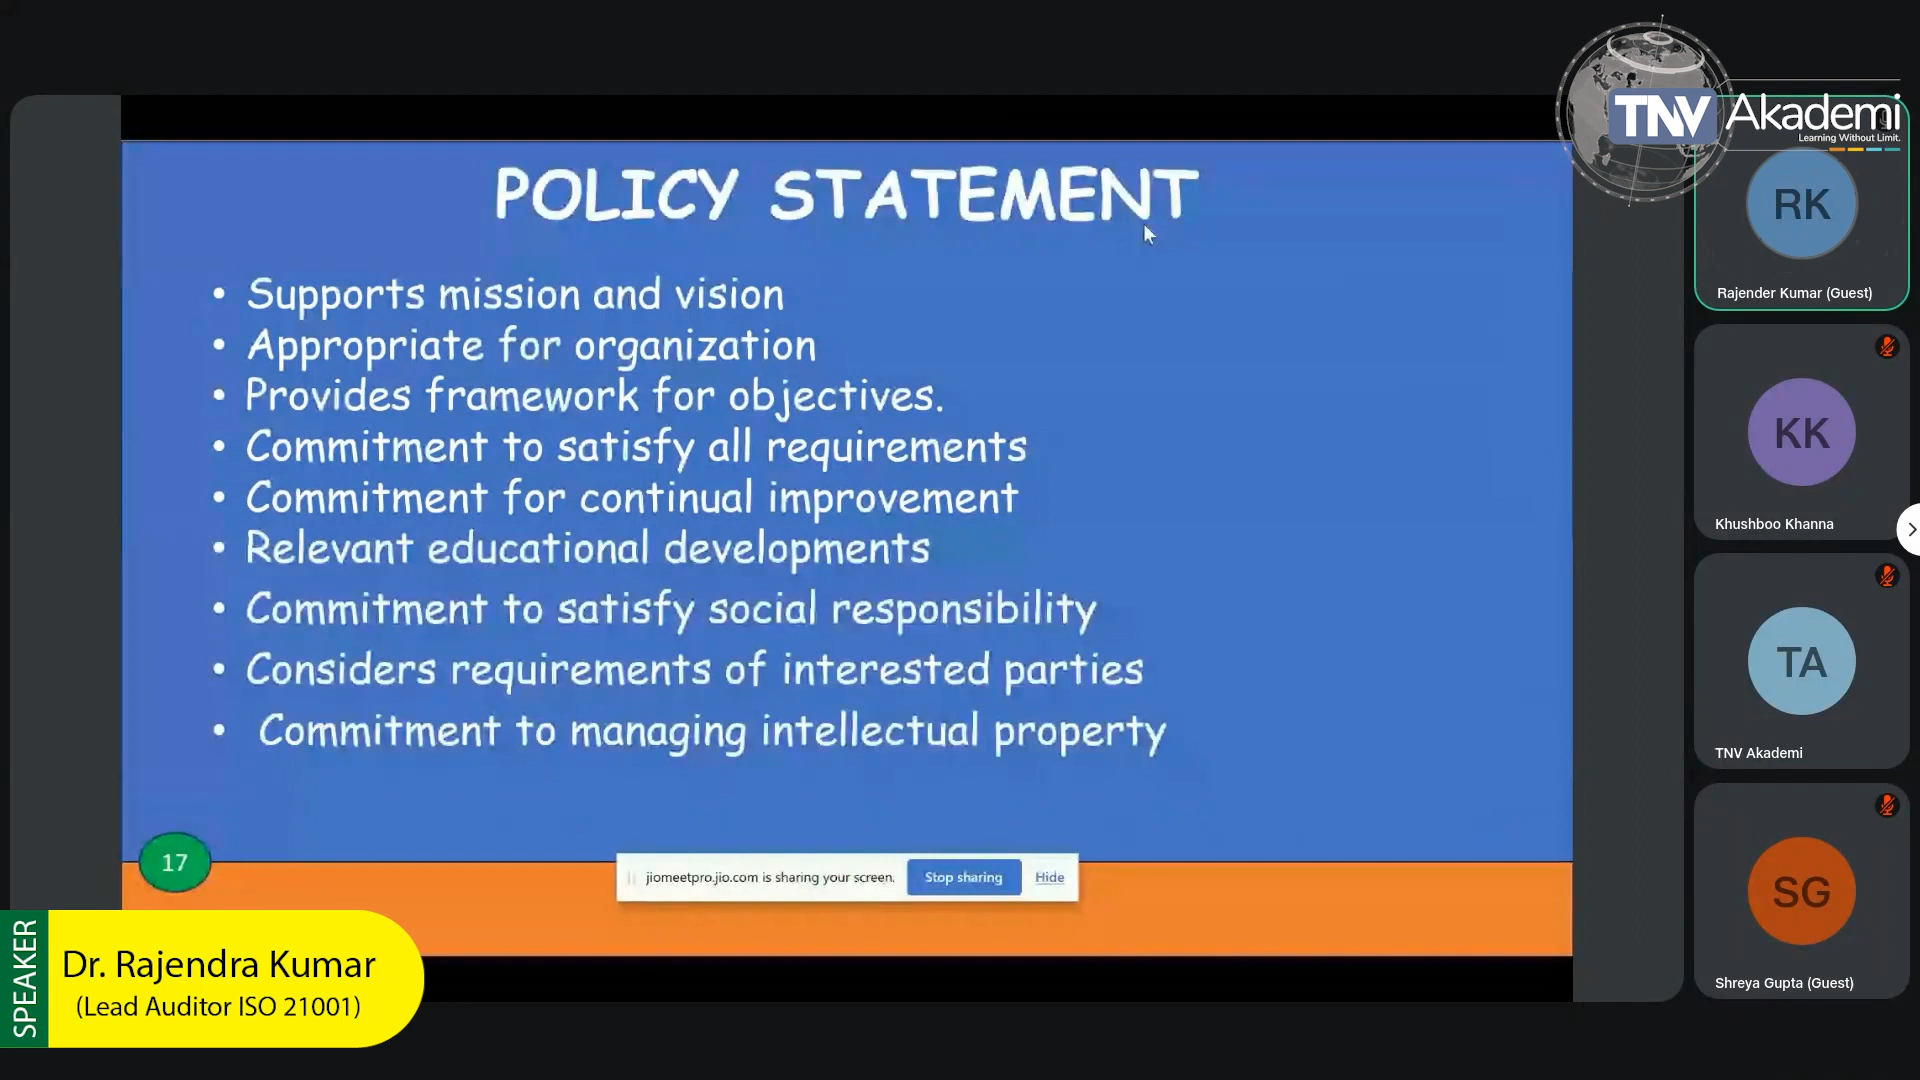 TNV Akademi
Learning Without Limit.
POLICY STATEMENT
• Supports mission and vision
• Appropriate for organization
• Provides framework for objectives.
• Commitment to satisfy all requirements
• Commitment for continual improvement
• Relevant educational developments
• Commitment to satisfy social responsibility
• Considers requirements of interested parties
• Commitment to managing intellectual property
17
jiomeetpro.jio.com is sharing your screen.
Stop sharing
Hide
SPEAKER
Dr. Rajendra Kumar
(Lead Auditor ISO 21001)
RK
Rajender Kumar (Guest)
KK
Khushboo Khanna
TA
TNV Akademi
SG
Shreya Gupta (Guest)